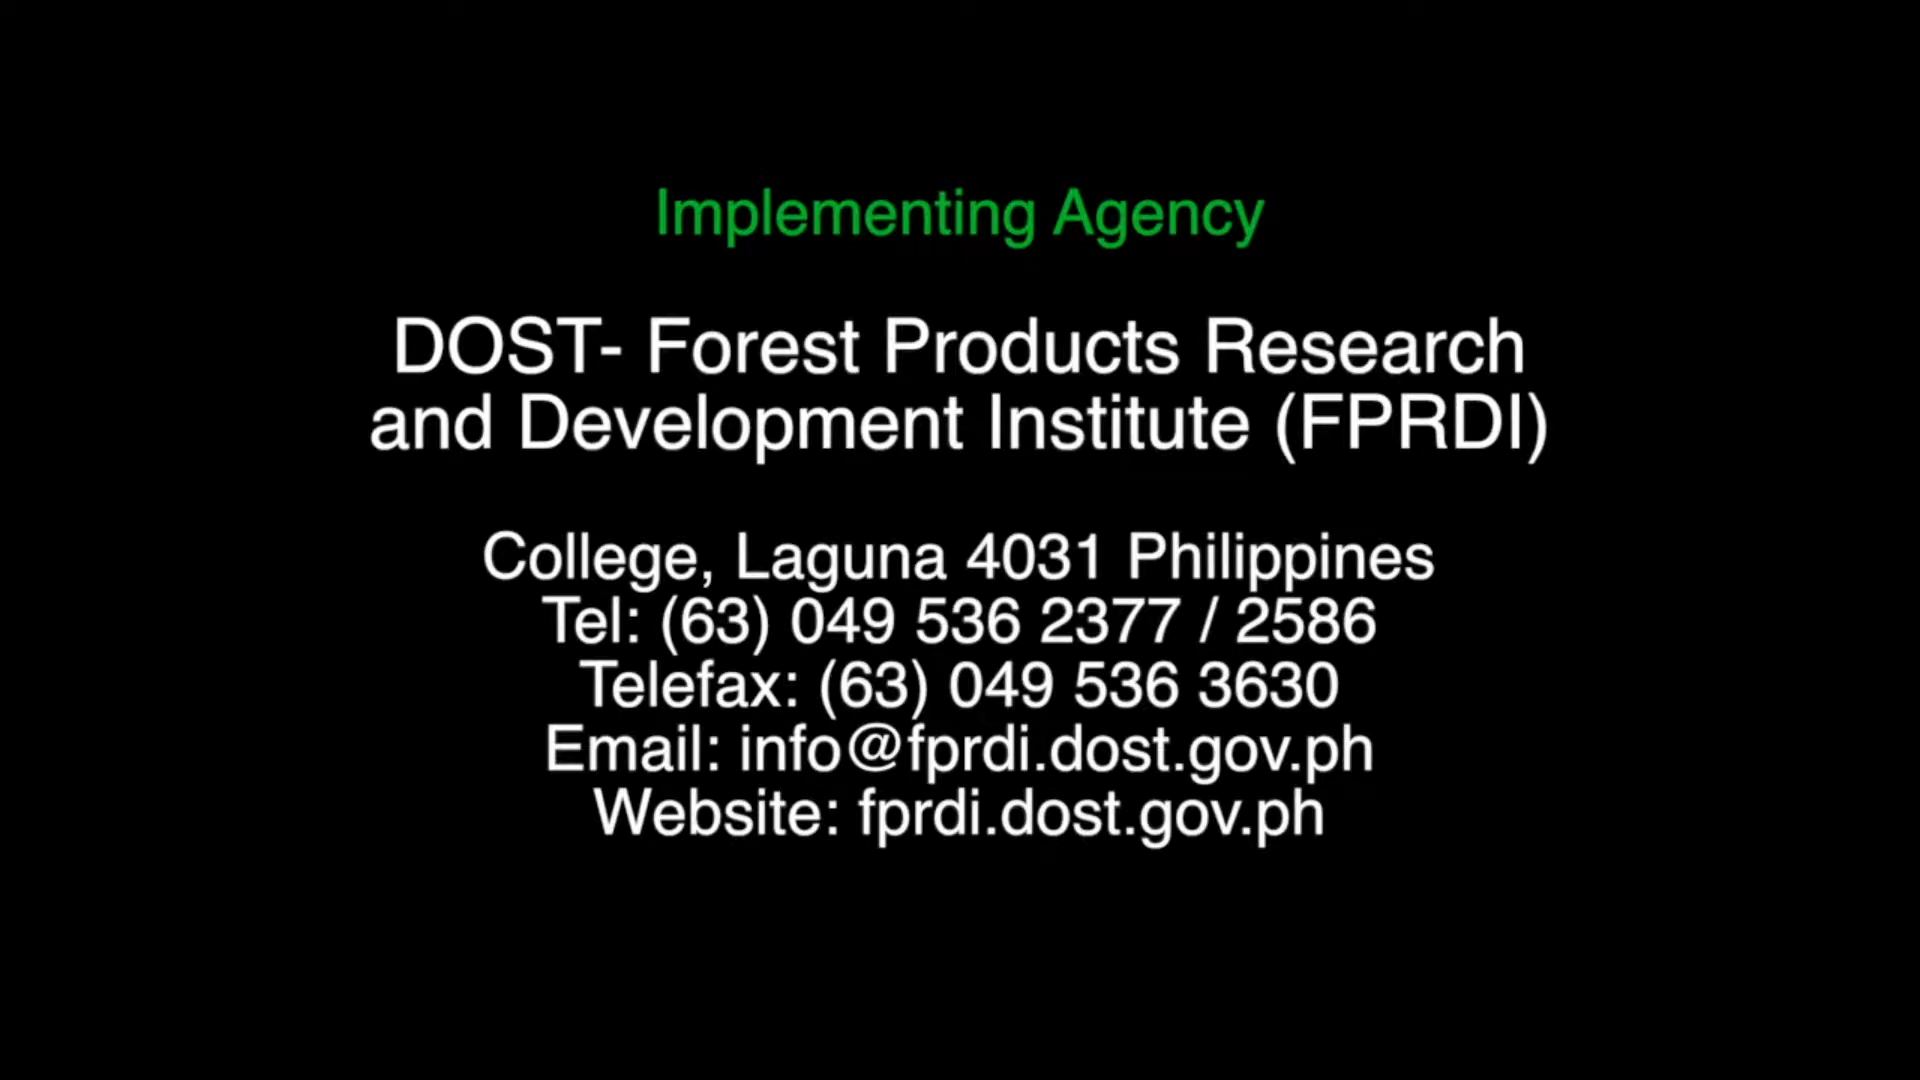 Implementing Agency
DOST- Forest Products Research
and Development Institute (FPRDI)
College, Laguna 4031 Philippines
Tel: (63) 049 536 2377 / 2586
Telefax: (63) 049 536 3630
Email: info@fprdi.dost.gov.ph
Website: fprdi.dost.gov.ph